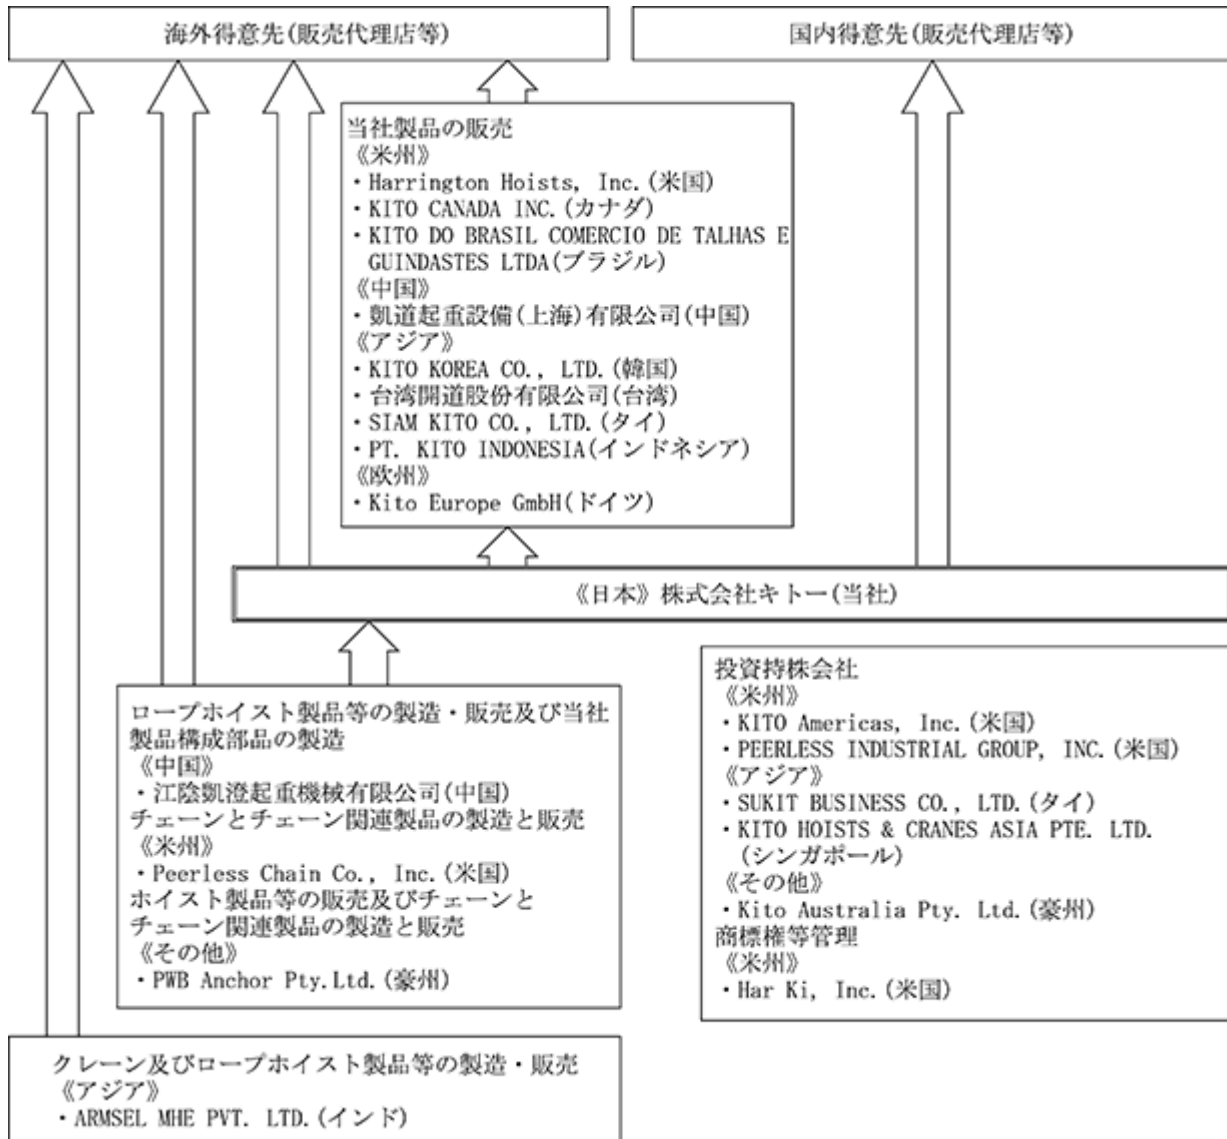 海外得意先(販売代理店等)
国内得意先(販売代理店等)
当社製品の販売
《米州》
・Harrington Hoists, Inc.(米国)
・KITO CANADA INC.(カナダ)
・KITO DO BRASIL COMERCIO DE TALHAS E
GUINDASTES LTDA(ブラジル)
《中国》
・凱道起重設備(上海)有限公司(中国)
《アジア》
・KITO KOREA CO., LTD.(韓国)
・台湾開道股份有限公司(台湾)
・SIAM KITO CO., LTD.(タイ)
・PT. KITO INDONESIA(インドネシア)
《欧州》
・Kito Europe GmbH(ドイツ)
《日本》株式会社キトー(当社)
ロープホイスト製品等の製造・販売及び当社
製品構成部品の製造
《中国》
・江陰凱澄起重機械有限公司(中国)
チェーンとチェーン関連製品の製造と販売
《米州》
・Peerless Chain Co., Inc.(米国)
ホイスト製品等の販売及びチェーンと
チェーン関連製品の製造と販売
《その他》
・PWB Anchor Pty.Ltd.(豪州)
投資持株会社
《米州》
・KITO Americas, Inc.(米国)
・PEERLESS INDUSTRIAL GROUP, INC.(米国)
《アジア》
・SUKIT BUSINESS CO., LTD.(タイ)
・KITO HOISTS & CRANES ASIA PTE. LTD.
(シンガポール)
《その他》
・Kito Australia Pty. Ltd.(豪州)
商標権等管理
《米州》
・Har Ki, Inc.(米国)
クレーン及びロープホイスト製品等の製造・販売
《アジア》
・ARMSEL MHE PVT. LTD.(インド)